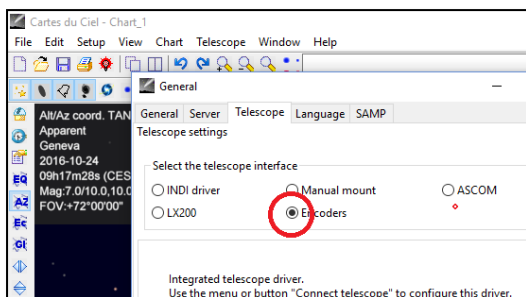 Cartes du Ciel - Chart_1
File Edit Setup View Chart Telescope Window Help
General
Alt/Az coord. TAN
Apparent
Geneva
2016-10-24
09h17m28s (CES
Mag:7.0/10.0,10.0
FOV:+72°00'00"
EQ
AZ
Ec
Gl
General Server Telescope Language SAMP
Telescope settings
Select the telescope interface
INDI driver Manual mount ASCOM
LX200 Encoders
Integrated telescope driver.
Use the menu or button "Connect telescope" to configure this driver.